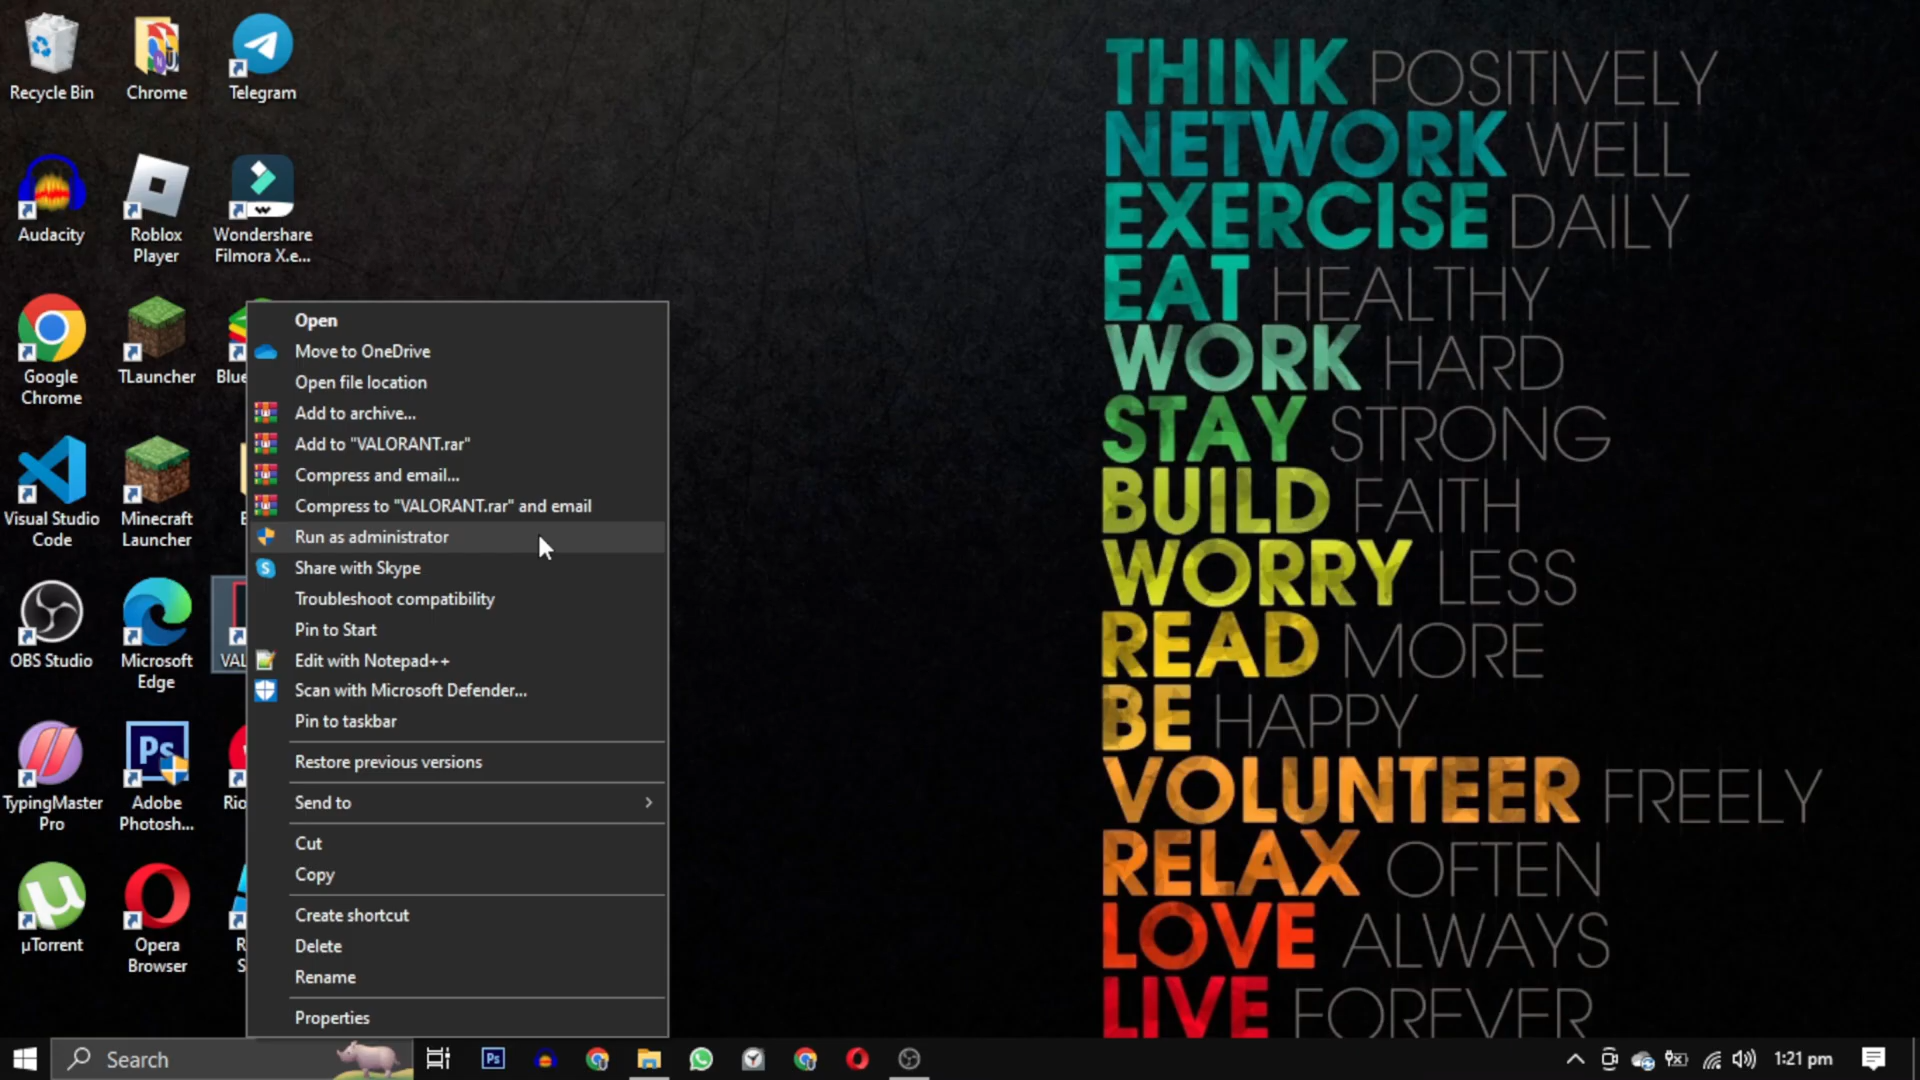 Recycle Bin
Chrome
Telegram
Audacity
Roblox
Player
Wondershare
Filmora X.e...
Google
Chrome
TLauncher
Blue
Visual Studio
Code
Minecraft
Launcher
OBS Studio
Microsoft
Edge
VAL
TypingMaster
Pro
Ps
Adobe
Photosh...
Rio
µTorrent
Opera
Browser
R
S
Open
Move to OneDrive
Open file location
Add to archive...
Add to "VALORANT.rar"
Compress and email...
Compress to "VALORANT.rar" and email
Run as administrator
Share with Skype
Troubleshoot compatibility
Pin to Start
Edit with Notepad++
Scan with Microsoft Defender...
Pin to taskbar
Restore previous versions
Send to
Cut
Copy
Create shortcut
Delete
Rename
Properties
THINK POSITIVELY
NETWORK WELL
EXERCISE DAILY
EAT HEALTHY
WORK HARD
STAY STRONG
BUILD FAITH
WORRY LESS
READ MORE
BE HAPPY
VOLUNTEER FREELY
RELAX OFTEN
LOVE ALWAYS
LIVE FOREVER
Search
Ps
1:21 pm